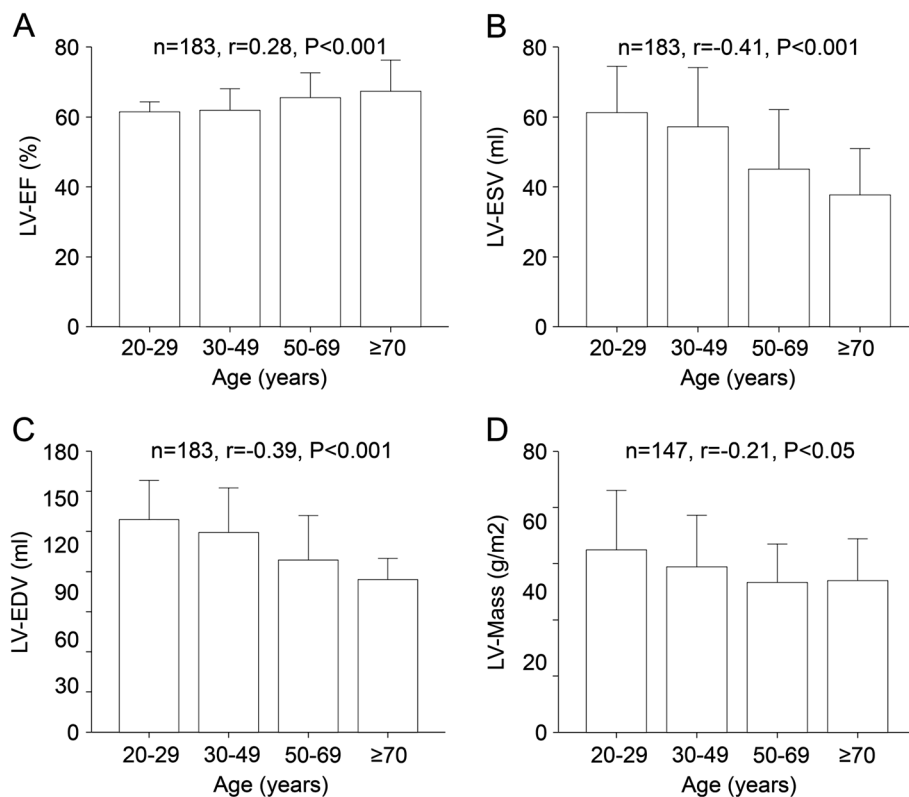 A
n=183, r=0.28, P<0.001
LV-EF (%)
80
60
40
20
0
20-29 30-49 50-69 ≥70
Age (years)
B
n=183, r=-0.41, P<0.001
LV-ESV (ml)
80
60
40
20
0
20-29 30-49 50-69 ≥70
Age (years)
C
n=183, r=-0.39, P<0.001
LV-EDV (ml)
180
150
120
90
60
30
0
20-29 30-49 50-69 ≥70
Age (years)
D
n=147, r=-0.21, P<0.05
LV-Mass (g/m2)
80
60
40
20
0
20-29 30-49 50-69 ≥70
Age (years)